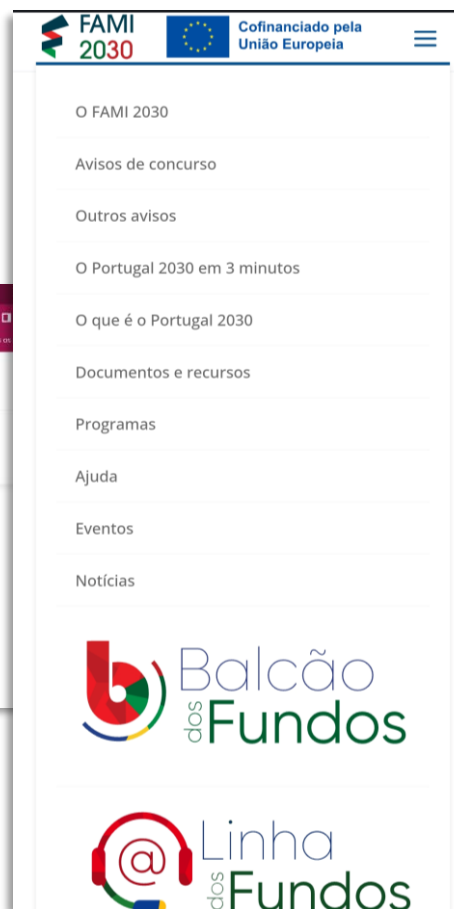 FAMI
2030
Cofinanciado pela
União Europeia
O FAMI 2030
Avisos de concurso
Outros avisos
O Portugal 2030 em 3 minutos
O que é o Portugal 2030
Documentos e recursos
Programas
Ajuda
Eventos
Notícias
Balcão
dos Fundos
@
Linha
dos Fundos